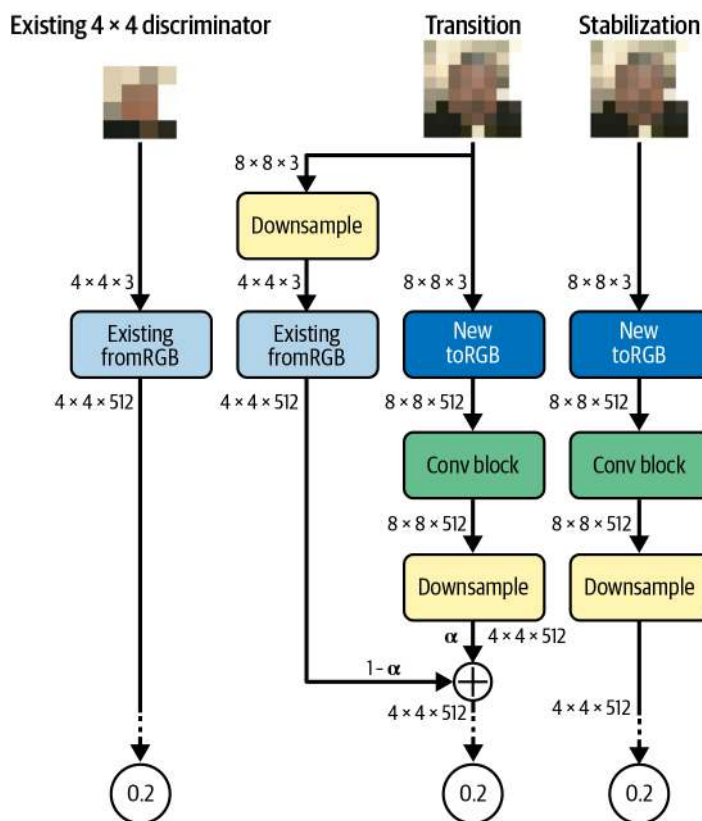 Existing 4 × 4 discriminator
Transition
Stabilization
8 × 8 × 3
Downsample
4 × 4 × 3
4 × 4 × 3
8 × 8 × 3
8 × 8 × 3
Existing
fromRGB
Existing
fromRGB
New
toRGB
New
toRGB
4 × 4 × 512
4 × 4 × 512
8 × 8 × 512
8 × 8 × 512
Conv block
Conv block
8 × 8 × 512
8 × 8 × 512
Downsample
Downsample
α
4 × 4 × 512
1 – α
4 × 4 × 512
4 × 4 × 512
0.2
0.2
0.2